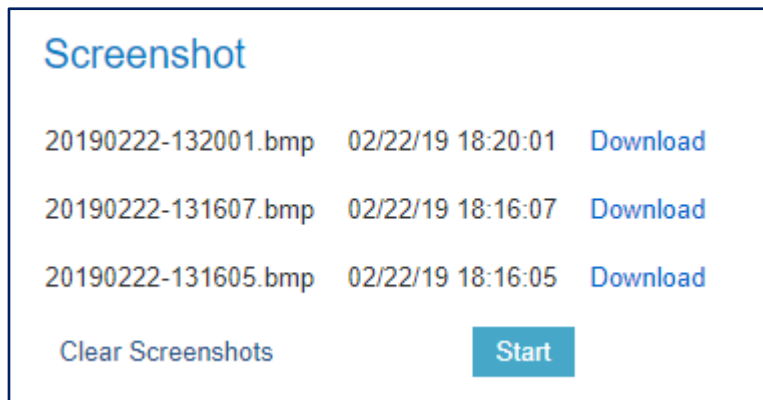 Screenshot
20190222-132001.bmp 02/22/19 18:20:01 Download
20190222-131607.bmp 02/22/19 18:16:07 Download
20190222-131605.bmp 02/22/19 18:16:05 Download
Clear Screenshots Start